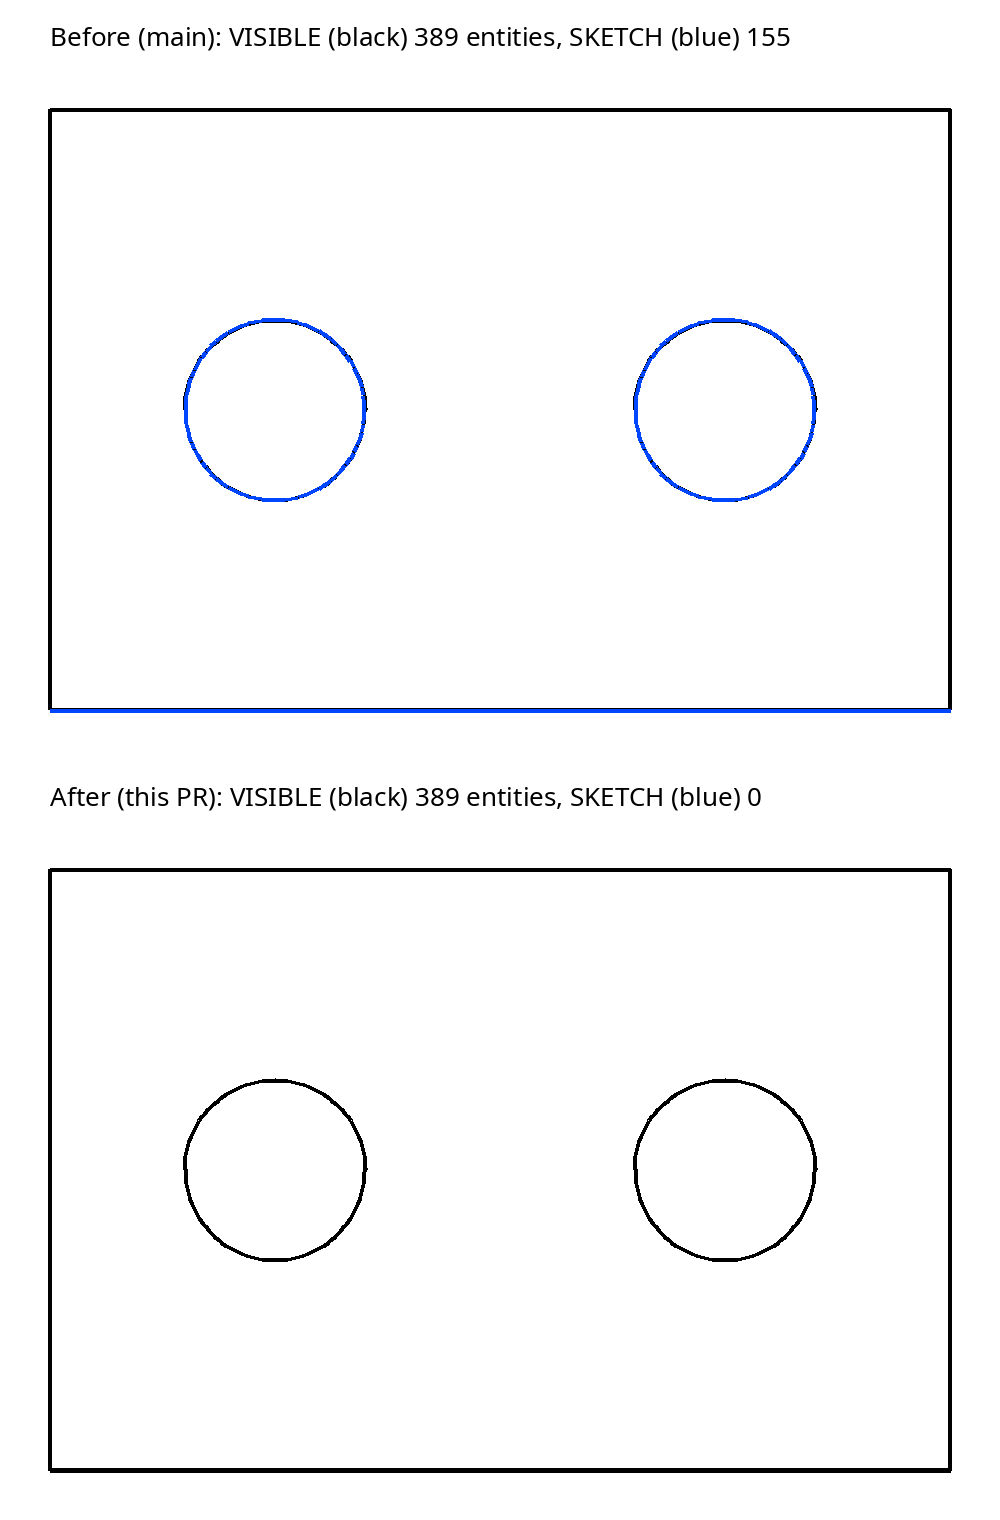 Before (main): VISIBLE (black) 389 entities, SKETCH (blue) 155
After (this PR): VISIBLE (black) 389 entities, SKETCH (blue) 0